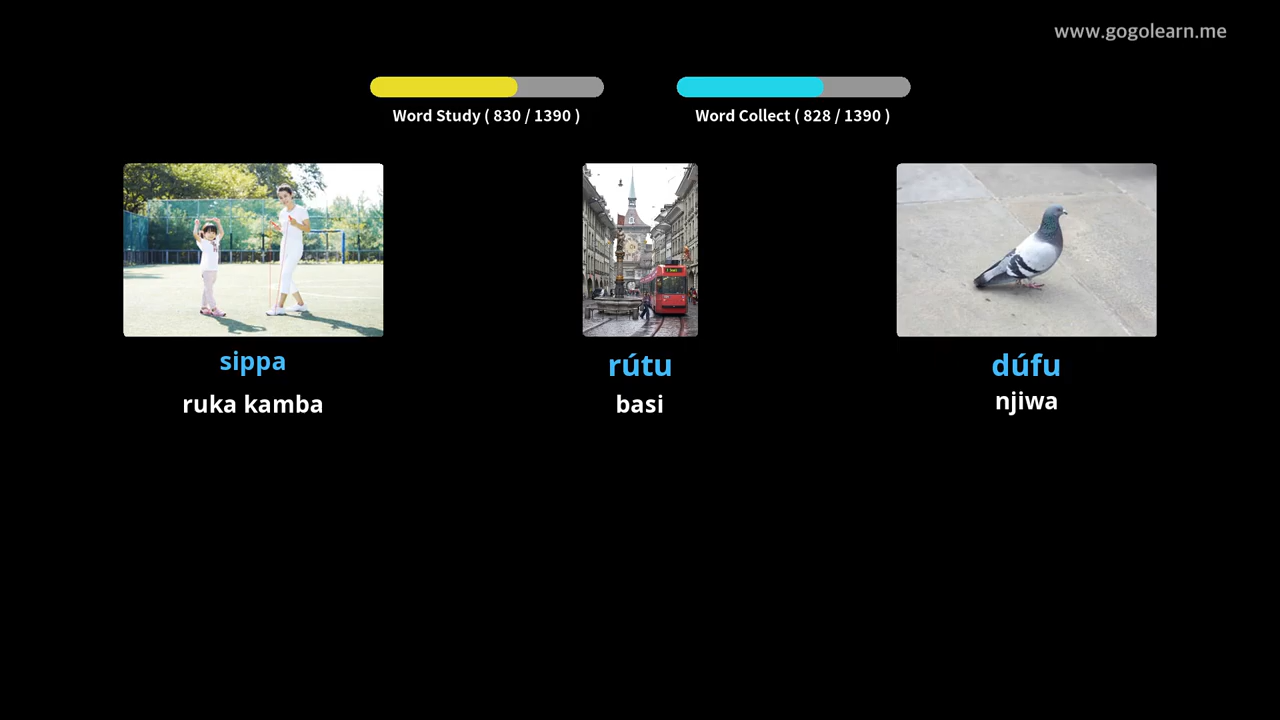 www.gogolearn.me
Word Study ( 830 / 1390 )
Word Collect ( 828 / 1390 )
sippa
ruka kamba
rútu
basi
dúfu
njiwa